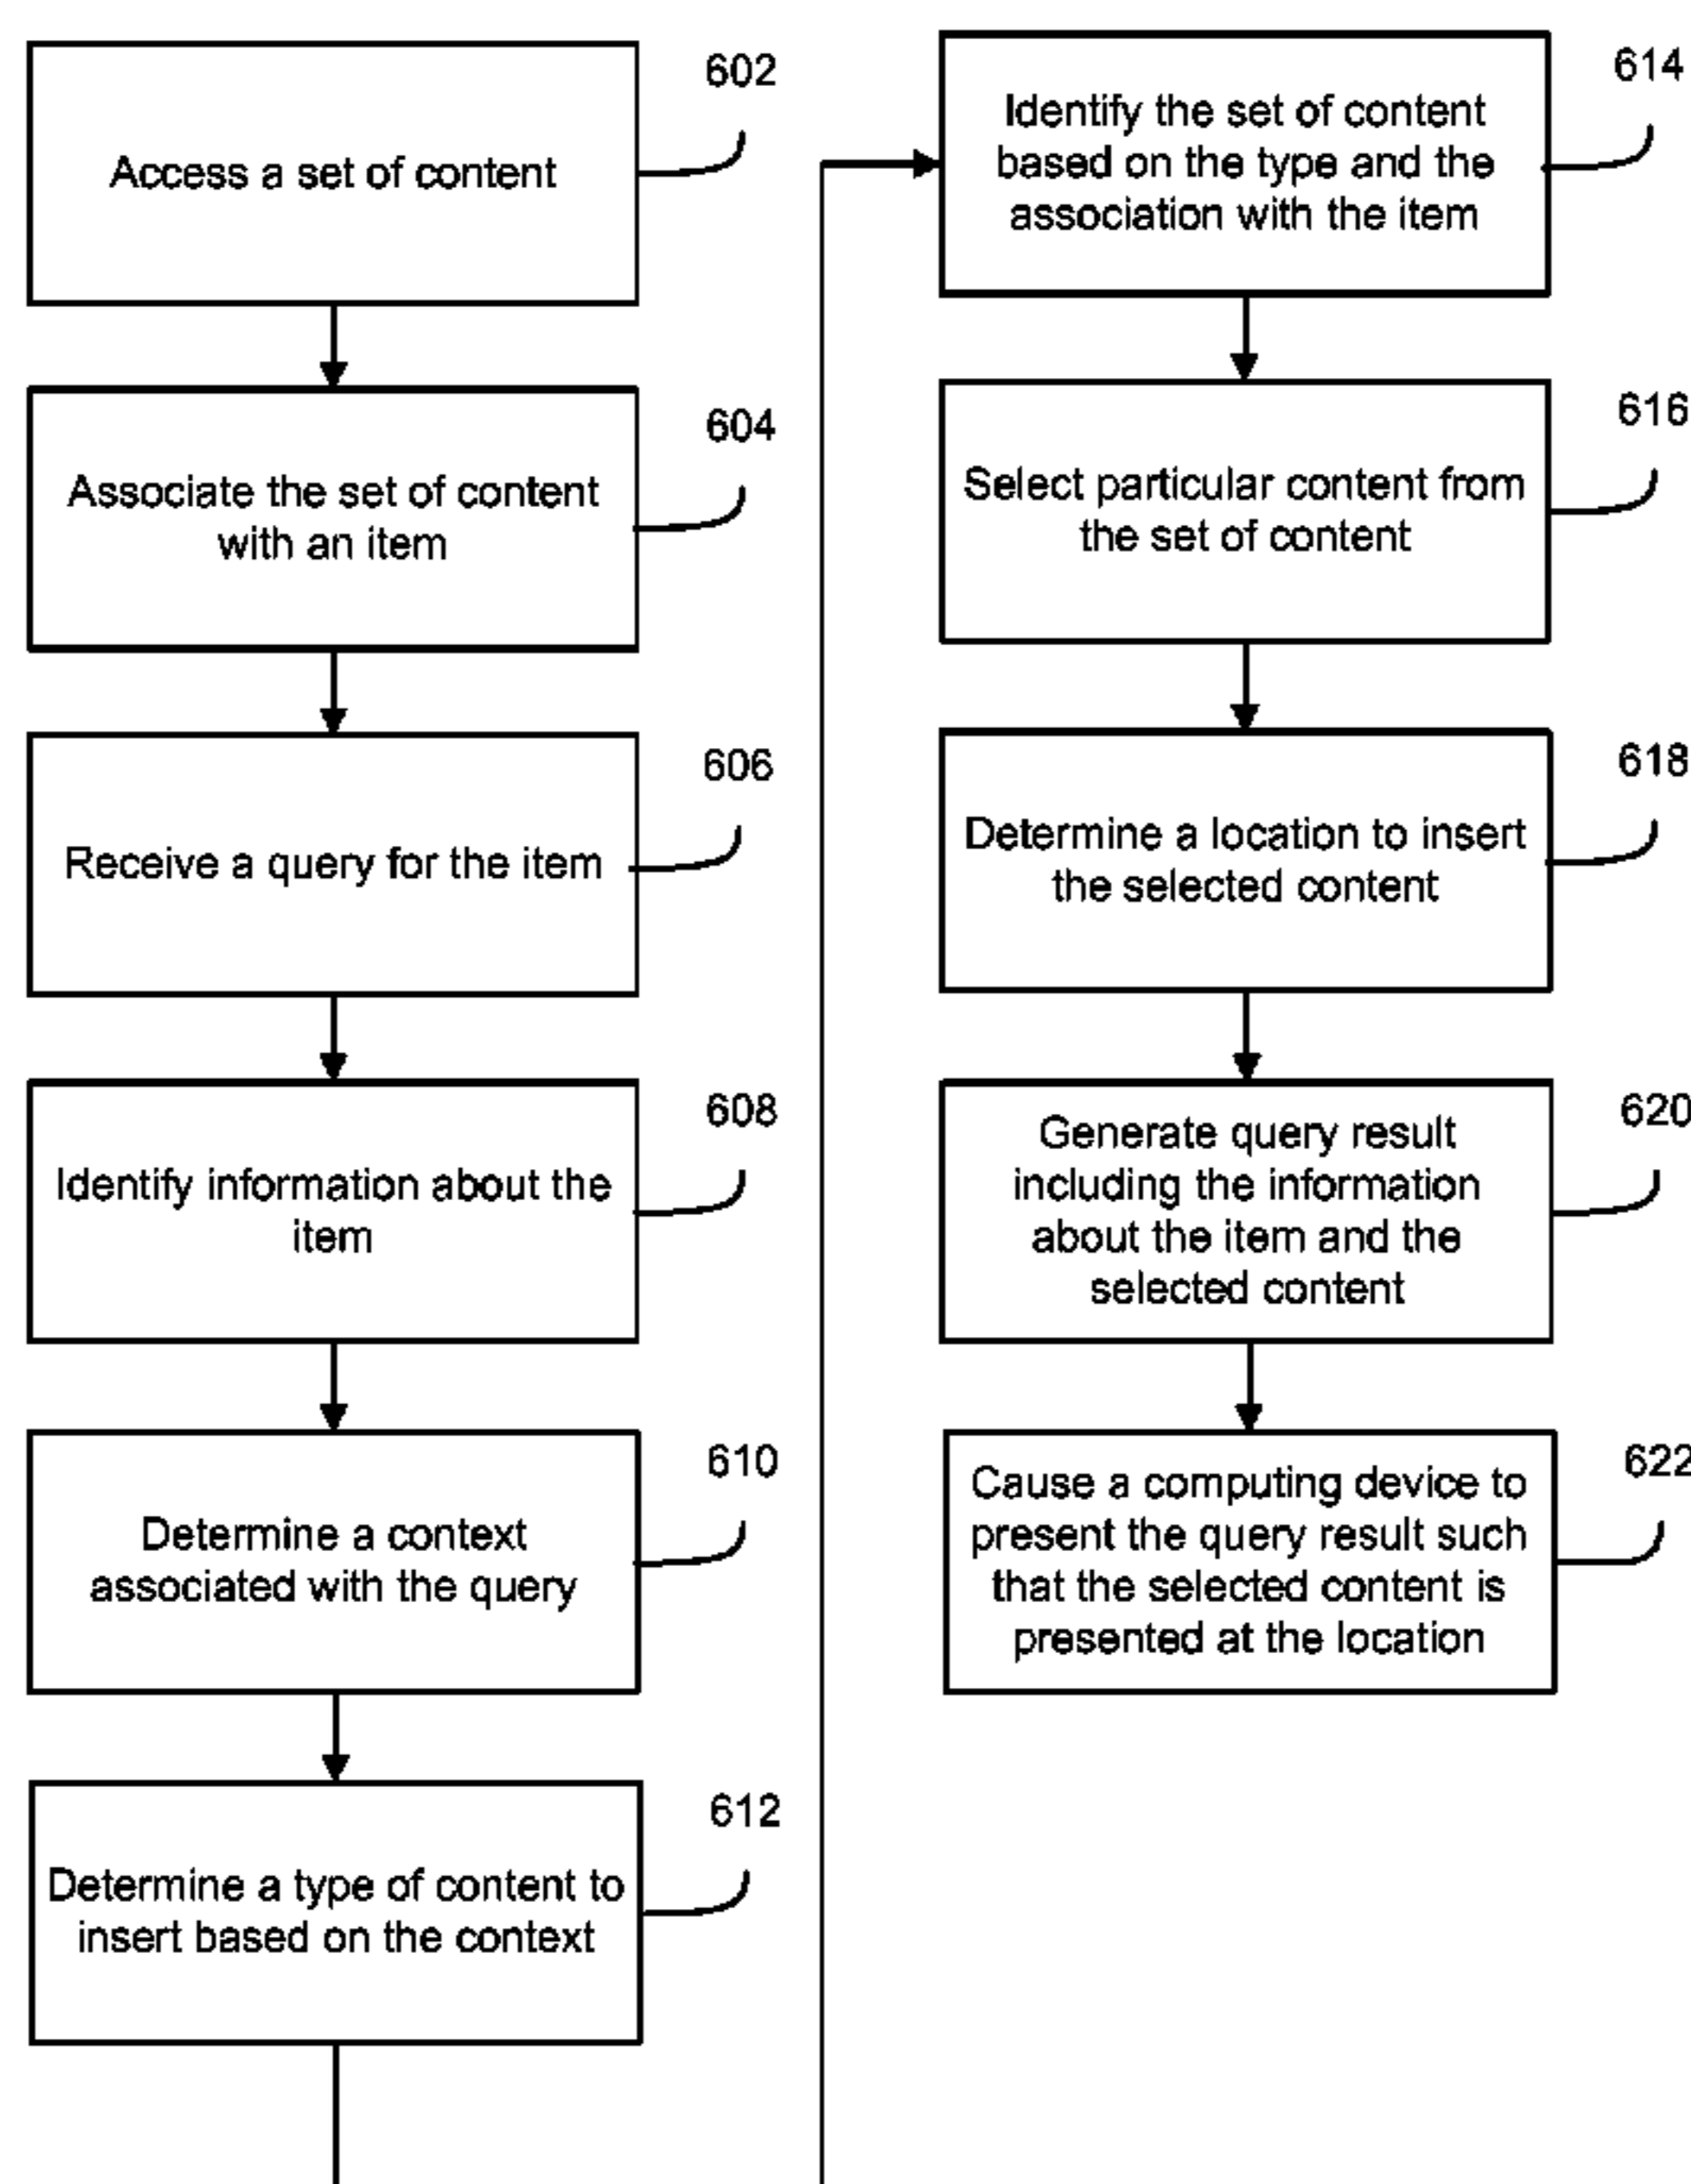 602
Access a set of content
604
Associate the set of content
with an item
606
Receive a query for the item
608
Identify information about the
item
610
Determine a context
associated with the query
612
Determine a type of content to
insert based on the context
614
Identify the set of content
based on the type and the
association with the item
616
Select particular content from
the set of content
618
Determine a location to insert
the selected content
620
Generate query result
including the information
about the item and the
selected content
622
Cause a computing device to
present the query result such
that the selected content is
presented at the location